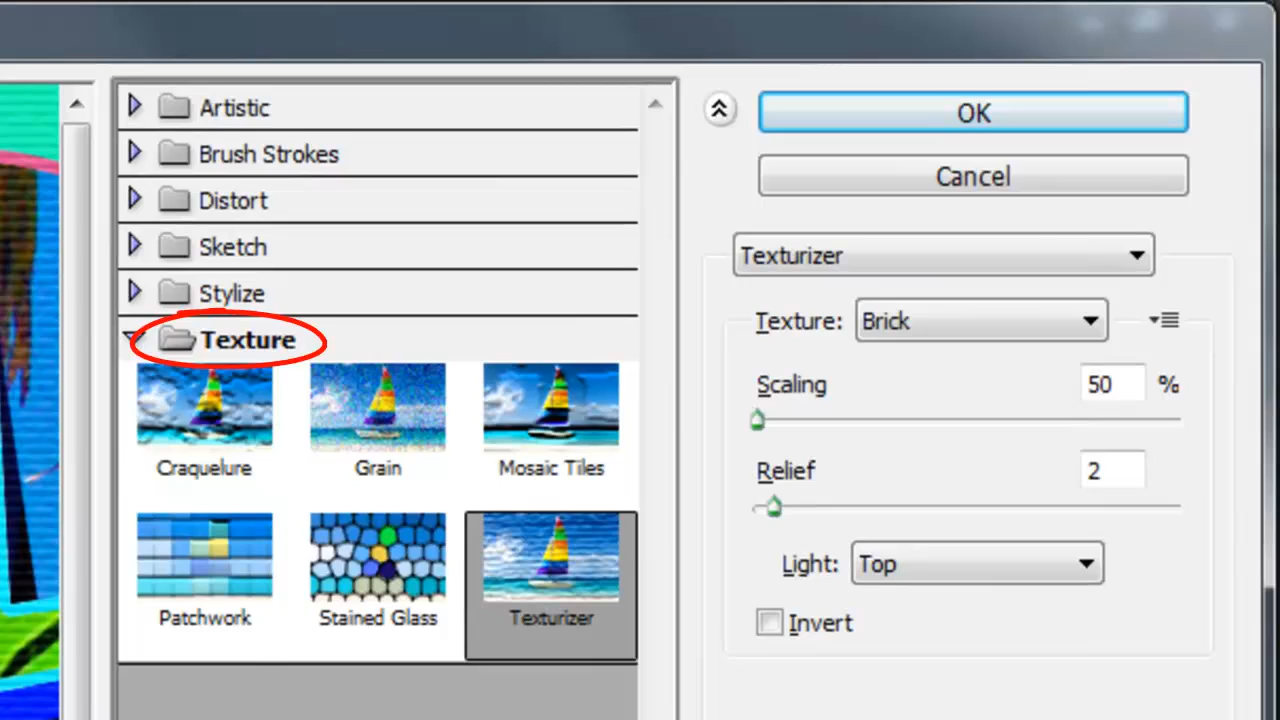 Artistic
Brush Strokes
Distort
Sketch
Stylize
Texture
Craquelure
Grain
Mosaic Tiles
Patchwork
Stained Glass
Texturizer
OK
Cancel
Texturizer
Texture: Brick
Scaling 50 %
Relief 2
Light: Top
Invert